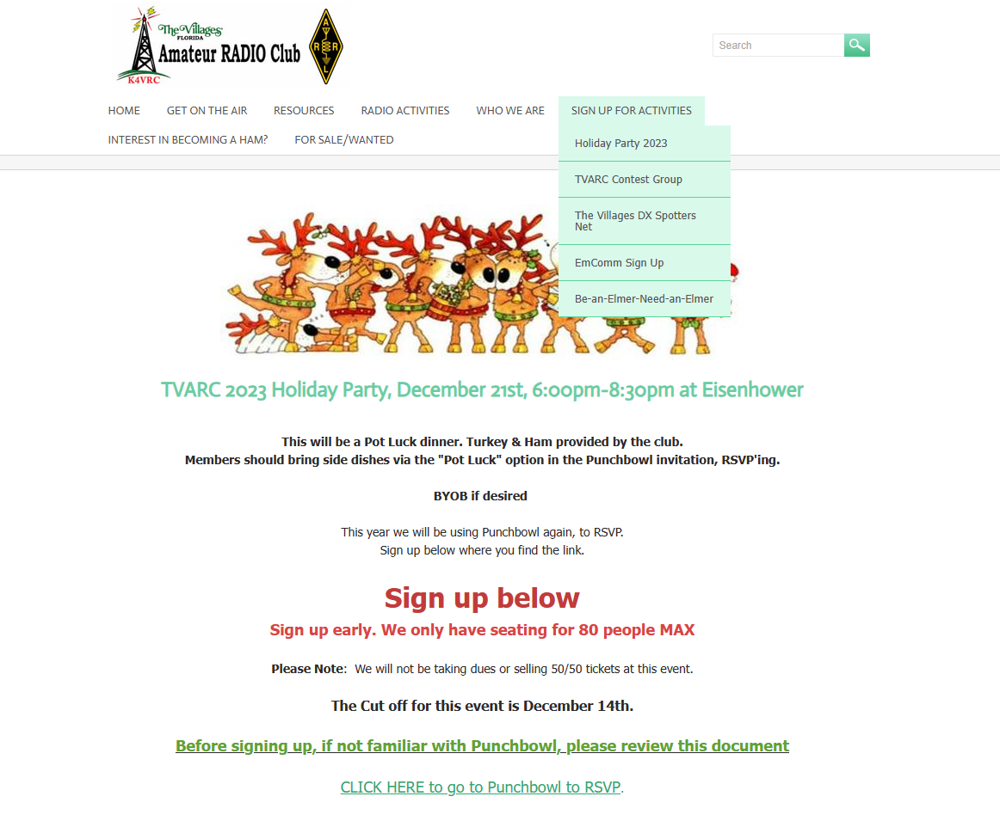 The Villages®
FLORIDA
Amateur RADIO Club
K4VRC
A
R R
L
Search
HOME
GET ON THE AIR
RESOURCES
RADIO ACTIVITIES
WHO WE ARE
SIGN UP FOR ACTIVITIES
INTEREST IN BECOMING A HAM?
FOR SALE/WANTED
Holiday Party 2023
TVARC Contest Group
The Villages DX Spotters
Net
EmComm Sign Up
Be-an-Elmer-Need-an-Elmer
TVARC 2023 Holiday Party, December 21st, 6:00pm-8:30pm at Eisenhower
This will be a Pot Luck dinner. Turkey & Ham provided by the club.
Members should bring side dishes via the "Pot Luck" option in the Punchbowl invitation, RSVP'ing.
BYOB if desired
This year we will be using Punchbowl again, to RSVP.
Sign up below where you find the link.
Sign up below
Sign up early. We only have seating for 80 people MAX
Please Note:  We will not be taking dues or selling 50/50 tickets at this event.
The Cut off for this event is December 14th.
Before signing up, if not familiar with Punchbowl, please review this document
CLICK HERE to go to Punchbowl to RSVP.